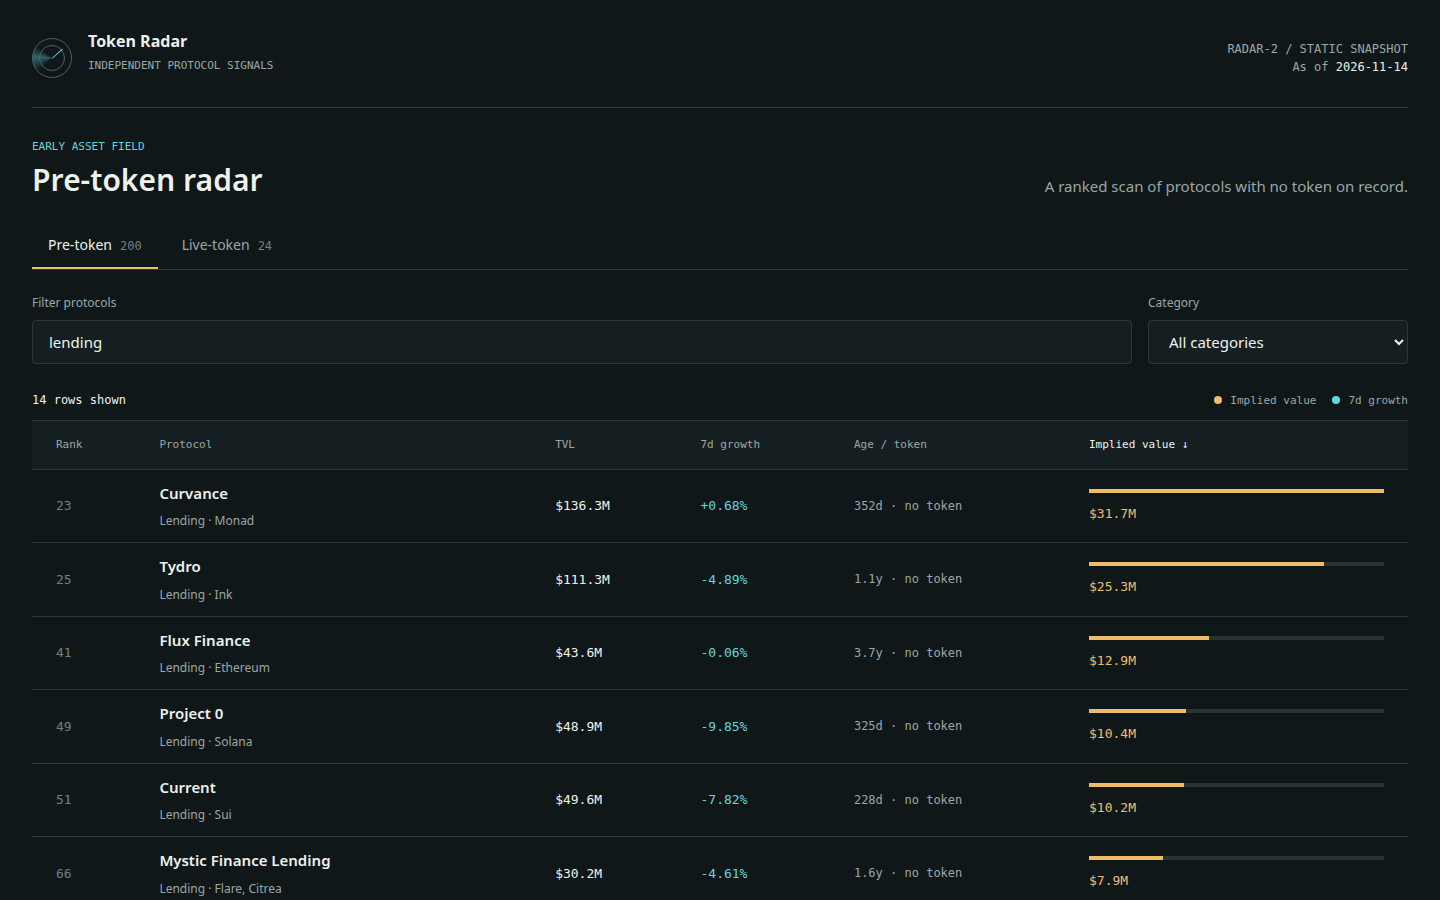 Token Radar
INDEPENDENT PROTOCOL SIGNALS
RADAR-2 / STATIC SNAPSHOT
As of 2026-11-14
EARLY ASSET FIELD
Pre-token radar
A ranked scan of protocols with no token on record.
Pre-token 200 Live-token 24
Filter protocols Category
lending All categories
14 rows shown Implied value 7d growth
Rank Protocol TVL 7d growth Age / token Implied value ↓
23 Curvance $136.3M +0.68% 352d · no token $31.7M
Lending · Monad
25 Tydro $111.3M -4.89% 1.1y · no token $25.3M
Lending · Ink
41 Flux Finance $43.6M -0.06% 3.7y · no token $12.9M
Lending · Ethereum
49 Project 0 $48.9M -9.85% 325d · no token $10.4M
Lending · Solana
51 Current $49.6M -7.82% 228d · no token $10.2M
Lending · Sui
66 Mystic Finance Lending $30.2M -4.61% 1.6y · no token $7.9M
Lending · Flare, Citrea